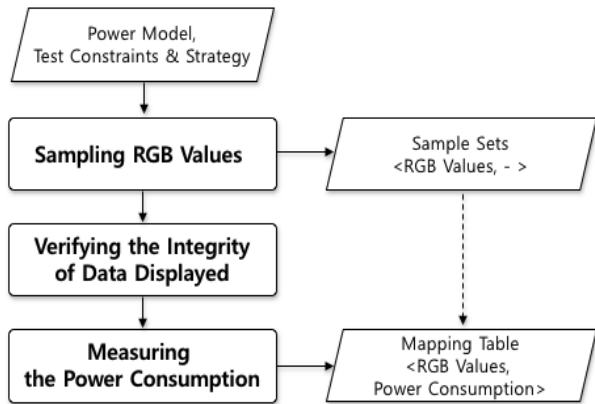 Power Model,
Test Constraints & Strategy
Sampling RGB Values
Sample Sets
<RGB Values, - >
Verifying the Integrity
of Data Displayed
Measuring
the Power Consumption
Mapping Table
<RGB Values,
Power Consumption>